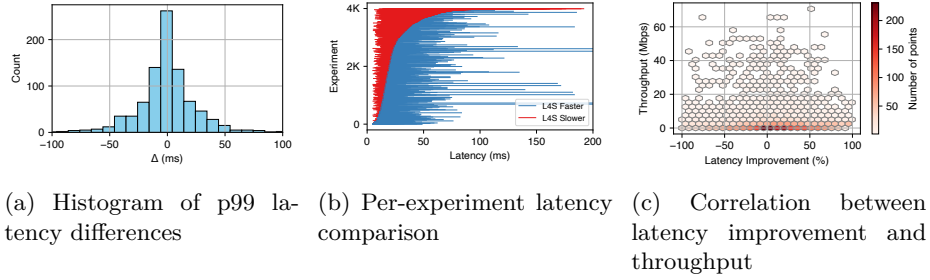 200
100
0
Count
−100
−50
0
50
100
Δ (ms)
4K
2K
0
Experiment
L4S Faster
L4S Slower
0
50
100
150
200
Latency (ms)
60
40
20
0
Throughput (Mbps)
−100
−50
0
50
100
Latency Improvement (%)
200
150
100
50
Number of points
(a) Histogram of p99 la-
tency differences
(b) Per-experiment latency
comparison
(c) Correlation between
latency improvement and
throughput